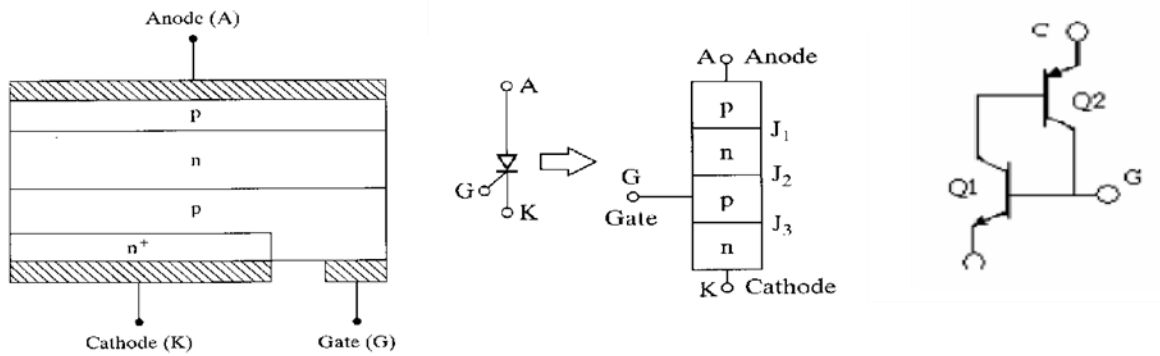 Anode (A)
p
n
p
n+
Cathode (K)
Gate (G)
A
G
K
A Anode
p
J1
n
J2
G
Gate
p
J3
n
K Cathode
Q2
Q1
G